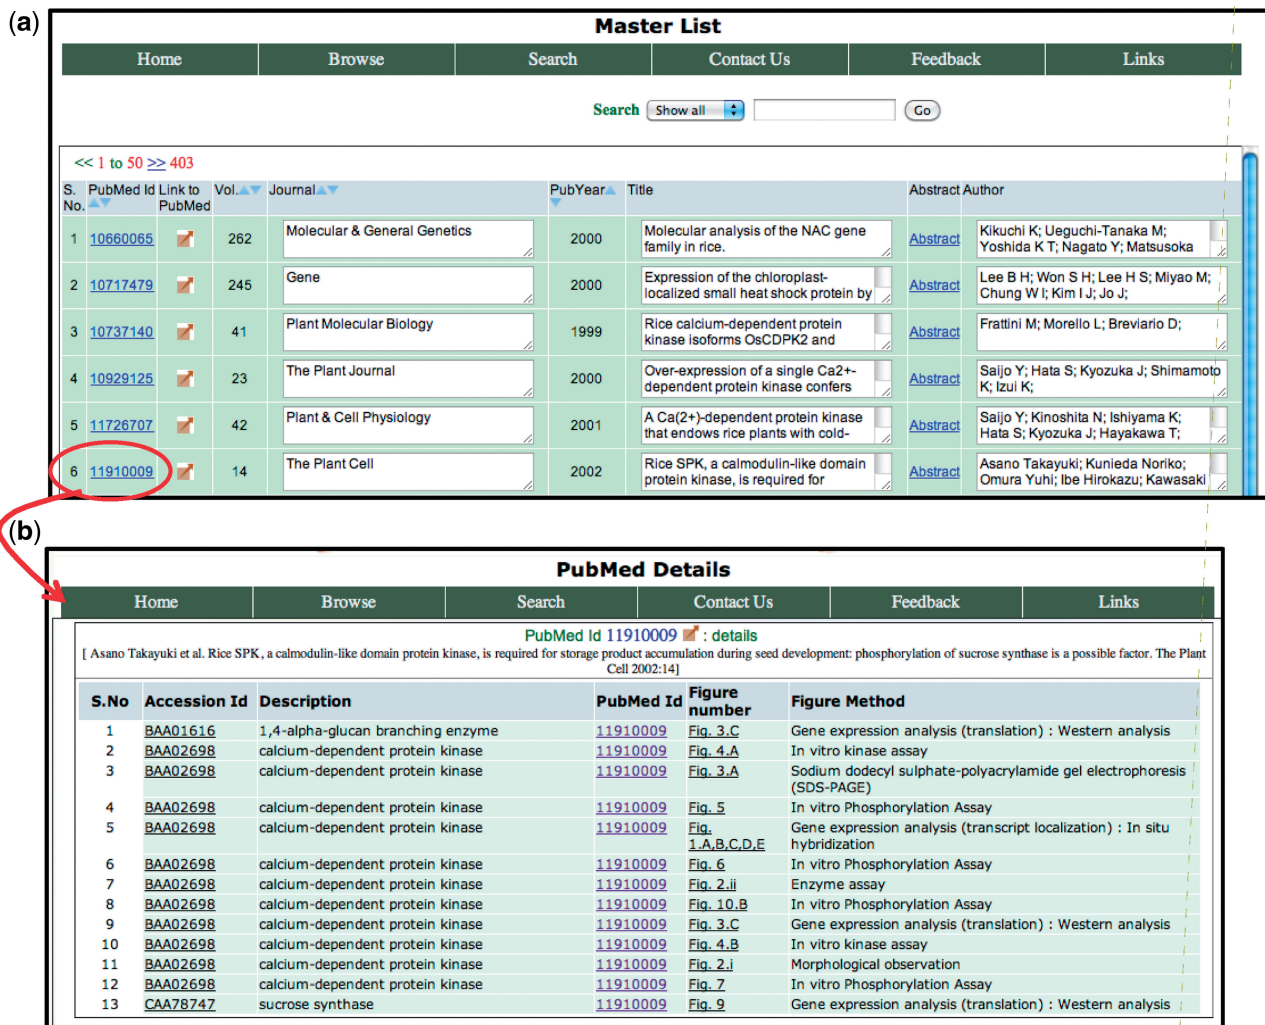 (a)
Master List
Home Browse Search Contact Us Feedback Links
Search Show all Go
<< 1 to 50 >> 403
S. No. PubMed Id Link to PubMed Vol. Journal PubYear Title Abstract Author
1 10660065 262 Molecular & General Genetics 2000 Molecular analysis of the NAC gene family in rice. Abstract Kikuchi K; Ueguchi-Tanaka M; Yoshida K T; Nagato Y; Matsusoka
2 10717479 245 Gene 2000 Expression of the chloroplast-localized small heat shock protein by Abstract Lee B H; Won S H; Lee H S; Miyao M; Chung W I; Kim I J; Jo J;
3 10737140 41 Plant Molecular Biology 1999 Rice calcium-dependent protein kinase isoforms OsCDPK2 and Abstract Frattini M; Morello L; Breviario D;
4 10929125 23 The Plant Journal 2000 Over-expression of a single Ca2+-dependent protein kinase confers Abstract Saijo Y; Hata S; Kyozuka J; Shimamoto K; Izui K;
5 11726707 42 Plant & Cell Physiology 2001 A Ca(2+)-dependent protein kinase that endows rice plants with cold- Abstract Saijo Y; Kinoshita N; Ishiyama K; Hata S; Kyozuka J; Hayakawa T;
6 11910009 14 The Plant Cell 2002 Rice SPK, a calmodulin-like domain protein kinase, is required for Abstract Asano Takayuki; Kunieda Noriko; Omura Yuhi; Ibe Hirokazu; Kawasaki
(b)
PubMed Details
Home Browse Search Contact Us Feedback Links
PubMed Id 11910009 : details
[ Asano Takayuki et al. Rice SPK, a calmodulin-like domain protein kinase, is required for storage product accumulation during seed development: phosphorylation of sucrose synthase is a possible factor. The Plant
Cell 2002:14]
S.No Accession Id Description PubMed Id Figure number Figure Method
1 BAA01616 1,4-alpha-glucan branching enzyme 11910009 Fig. 3.C Gene expression analysis (translation) : Western analysis
2 BAA02698 calcium-dependent protein kinase 11910009 Fig. 4.A In vitro kinase assay
3 BAA02698 calcium-dependent protein kinase 11910009 Fig. 3.A Sodium dodecyl sulphate-polyacrylamide gel electrophoresis (SDS-PAGE)
4 BAA02698 calcium-dependent protein kinase 11910009 Fig. 5 In vitro Phosphorylation Assay
5 BAA02698 calcium-dependent protein kinase 11910009 Fig. 1.A,B,C,D,E Gene expression analysis (transcript localization) : In situ hybridization
6 BAA02698 calcium-dependent protein kinase 11910009 Fig. 6 In vitro Phosphorylation Assay
7 BAA02698 calcium-dependent protein kinase 11910009 Fig. 2.ii Enzyme assay
8 BAA02698 calcium-dependent protein kinase 11910009 Fig. 10.B In vitro Phosphorylation Assay
9 BAA02698 calcium-dependent protein kinase 11910009 Fig. 3.C Gene expression analysis (translation) : Western analysis
10 BAA02698 calcium-dependent protein kinase 11910009 Fig. 4.B In vitro kinase assay
11 BAA02698 calcium-dependent protein kinase 11910009 Fig. 2.i Morphological observation
12 BAA02698 calcium-dependent protein kinase 11910009 Fig. 7 In vitro Phosphorylation Assay
13 CAA78747 sucrose synthase 11910009 Fig. 9 Gene expression analysis (translation) : Western analysis